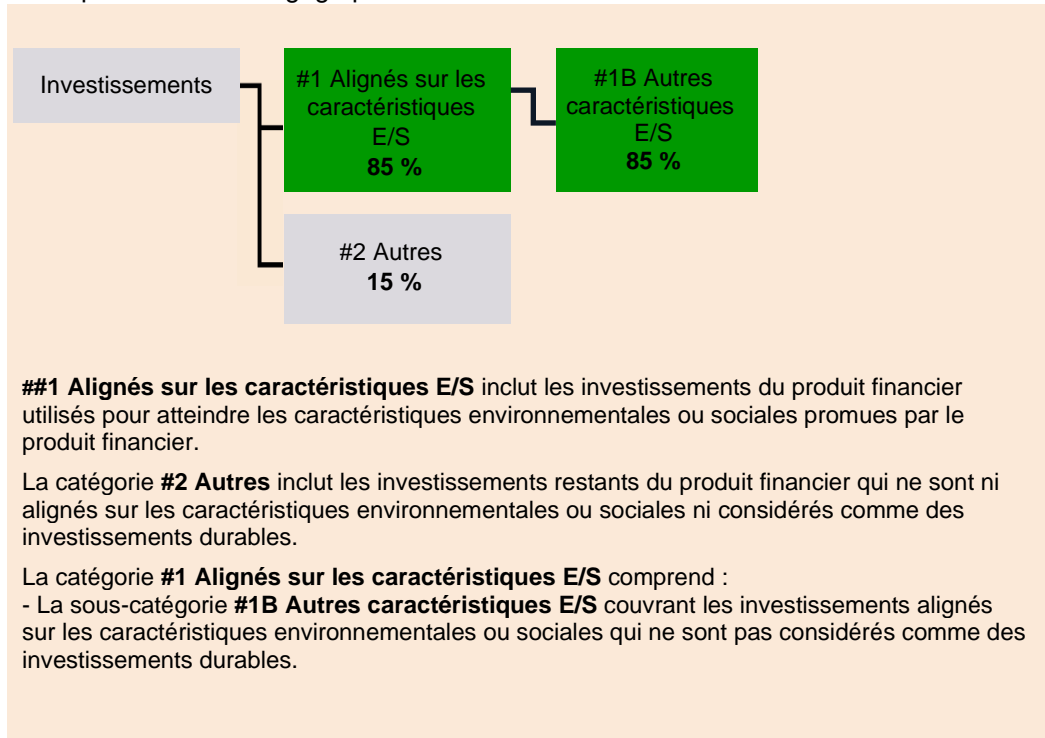 Investissements
#1 Alignés sur les
caractéristiques
E/S
85 %
#1B Autres
caractéristiques
E/S
85 %
#2 Autres
15 %
##1 Alignés sur les caractéristiques E/S inclut les investissements du produit financier
utilisés pour atteindre les caractéristiques environnementales ou sociales promues par le
produit financier.
La catégorie #2 Autres inclut les investissements restants du produit financier qui ne sont ni
alignés sur les caractéristiques environnementales ou sociales ni considérés comme des
investissements durables.
La catégorie #1 Alignés sur les caractéristiques E/S comprend :
- La sous-catégorie #1B Autres caractéristiques E/S couvrant les investissements alignés
sur les caractéristiques environnementales ou sociales qui ne sont pas considérés comme des
investissements durables.